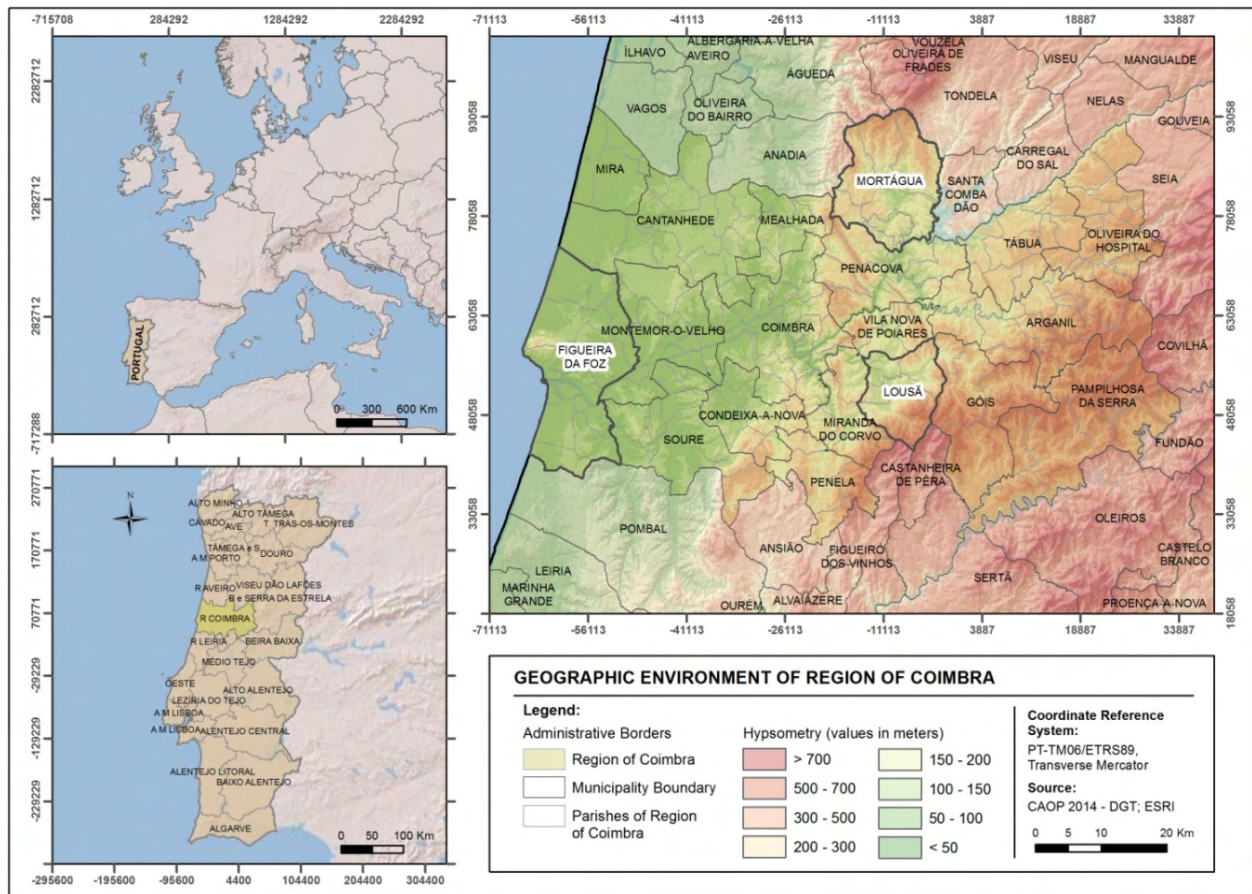 -715708 284292 1284292 2284292
2282712
1282712
282712
-717288
PORTUGAL
0 300 600 Km
-71113 -56113 -41113 -26113 -11113 3887 18887 33887
93058
78058
63058
48058
33058
18058
ÍLHAVO
ALBERGARIA-A-VELHA
AVEIRO
ÁGUEDA
VOUZELA
OLIVEIRA DE
FRADES
VISEU
MANGUALDE
TONDELA
NELAS
GOUVEIA
VAGOS
OLIVEIRA
DO BAIRRO
ANADIA
CARREGAL
DO SAL
SEIA
MIRA
MORTÁGUA
SANTA
COMBA
DÃO
CANTANHEDE
MEALHADA
TÁBUA
OLIVEIRA DO
HOSPITAL
PENACOVA
MONTEMOR-O-VELHO
COIMBRA
VILA NOVA
DE POIARES
ARGANIL
COVILHÃ
FIGUEIRA
DA FOZ
LOUSÃ
GÓIS
PAMPILHOSA
DA SERRA
CONDEIXA-A-NOVA
MIRANDA
DO CORVO
SOURE
FUNDÃO
CASTANHEIRA
DE PÊRA
PENELA
POMBAL
OLEIROS
ANSIÃO
FIGUEIRÓ
DOS VINHOS
CASTELO
BRANCO
LEIRIA
SERTÃ
MARINHA
GRANDE
OURÉM
ALVAIÁZERE
PROENÇA-A-NOVA
-71113 -56113 -41113 -26113 -11113 3887 18887 33887
270771
170771
70771
-29229
-129229
-229229
N
ALTO MINHO
ALTO TÂMEGA
CÁVADO
AVE
T TRÁS-OS-MONTES
TÂMEGA e S
DOURO
A M PORTO
R AVEIRO
VISEU DÃO LAFÕES
B e SERRA DA ESTRELA
R COIMBRA
R LEIRIA
BEIRA BAIXA
MÉDIO TEJO
OESTE
ALTO ALENTEJO
LEZÍRIA DO TEJO
A M LISBOA
A M LISBOA
ALENTEJO CENTRAL
ALENTEJO LITORAL
BAIXO ALENTEJO
ALGARVE
0 50 100 Km
-295600 -195600 -95600 4400 104400 204400 304400
GEOGRAPHIC ENVIRONMENT OF REGION OF COIMBRA
Legend:
Administrative Borders
Region of Coimbra
Municipality Boundary
Parishes of Region
of Coimbra
Hypsometry (values in meters)
> 700
500 - 700
300 - 500
200 - 300
150 - 200
100 - 150
50 - 100
< 50
Coordinate Reference
System:
PT-TM06/ETRS89,
Transverse Mercator
Source:
CAOP 2014 - DGT; ESRI
0 5 10 20 Km